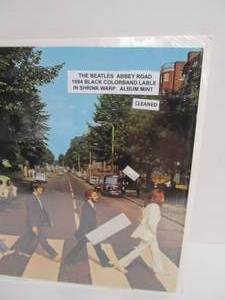 THE BEATLES ABBEY ROAD
1984 BLACK COLORBAND LABLE
IN SHRINK WARP ALBUM MINT
CLEANED